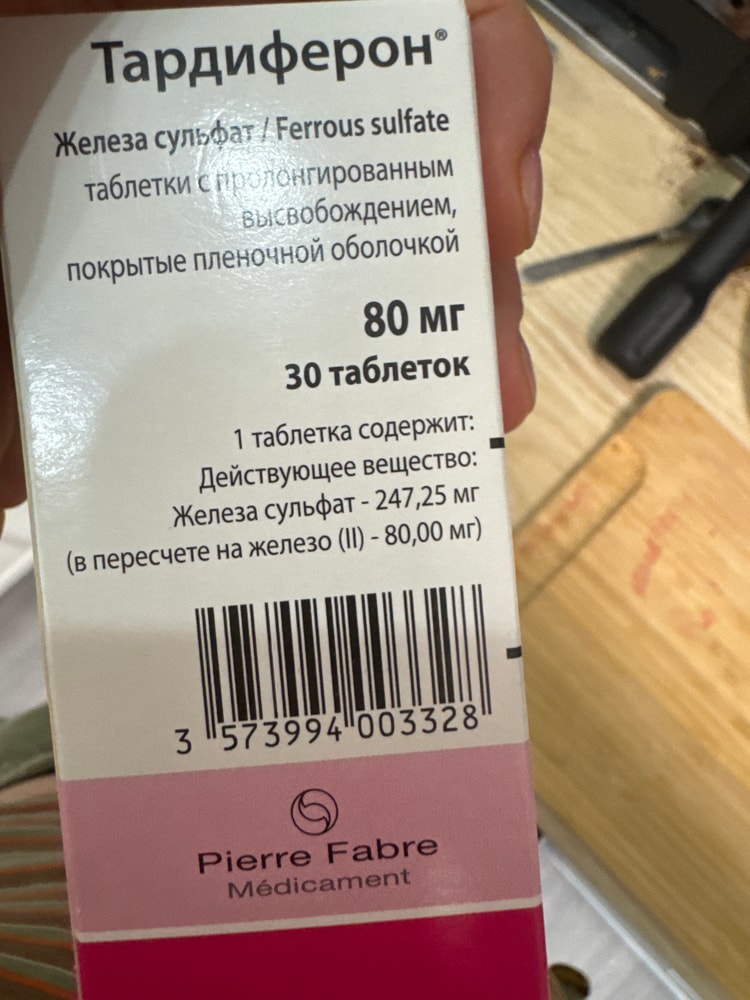 Тардиферон®
Железа сульфат / Ferrous sulfate
таблетки с пролонгированным
высвобождением,
покрытые пленочной оболочкой
80 мг
30 таблеток
1 таблетка содержит:
Действующее вещество:
Железа сульфат - 247,25 мг
(в пересчете на железо (II) - 80,00 мг)
3 573994 003328
Pierre Fabre
Médicament